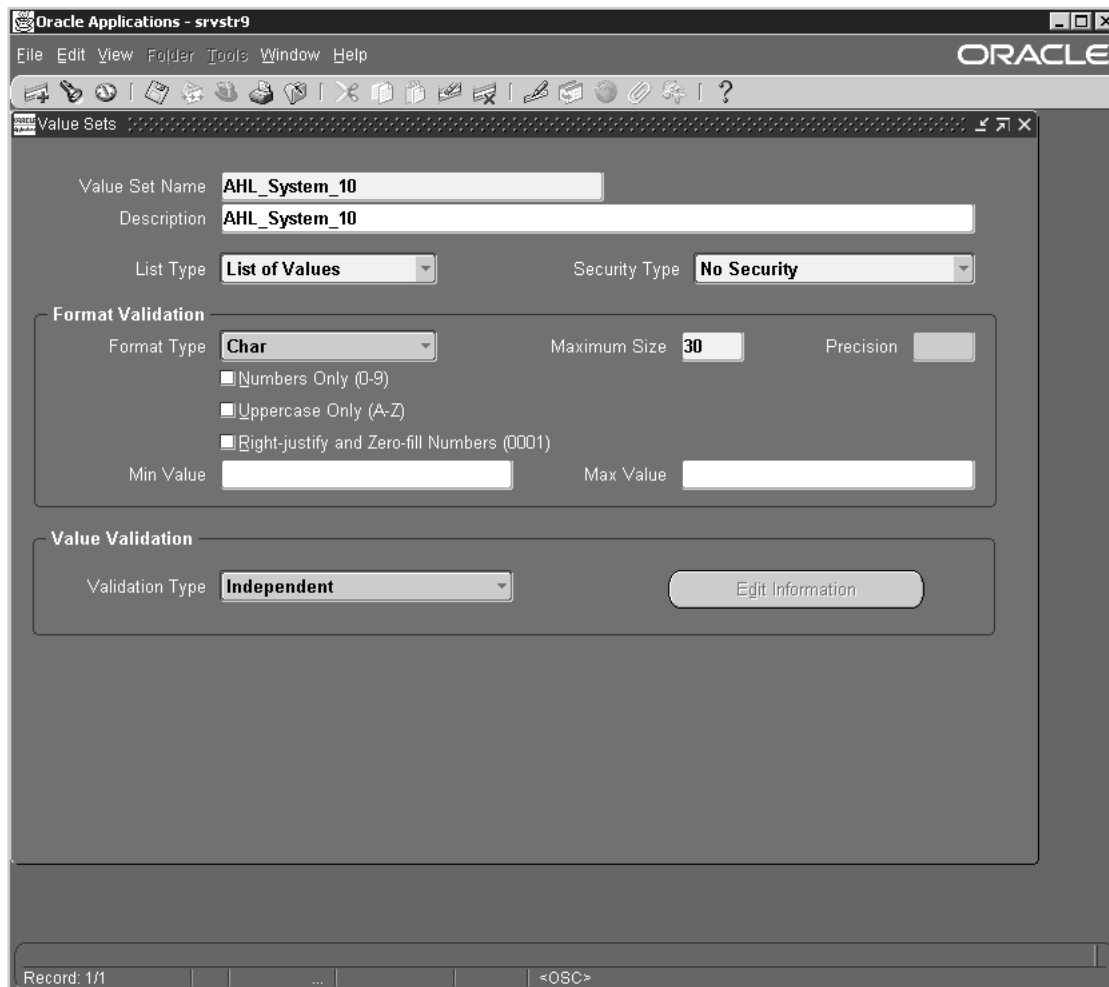 Oracle Applications - srvstr9
File Edit View Folder Tools Window Help ORACLE
Value Sets
Value Set Name AHL_System_10
Description AHL_System_10
List Type List of Values Security Type No Security
Format Validation
Format Type Char Maximum Size 30 Precision
Numbers Only (0-9)
Uppercase Only (A-Z)
Right-justify and Zero-fill Numbers (0001)
Min Value Max Value
Value Validation
Validation Type Independent Edit Information
Record: 1/1 ... <OSC>